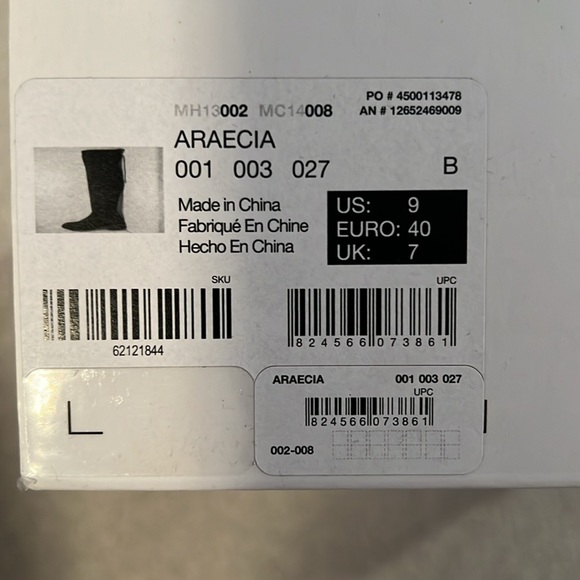 PO # 4500113478
MH13002 MC14008 AN # 12652469009
ARAECIA
001 003 027 B
Made in China
Fabriqué En Chine
Hecho En China
US: 9
EURO: 40
UK: 7
SKU
62121844
UPC
824566073861
ARAECIA 001 003 027
UPC
824566073861
002-008